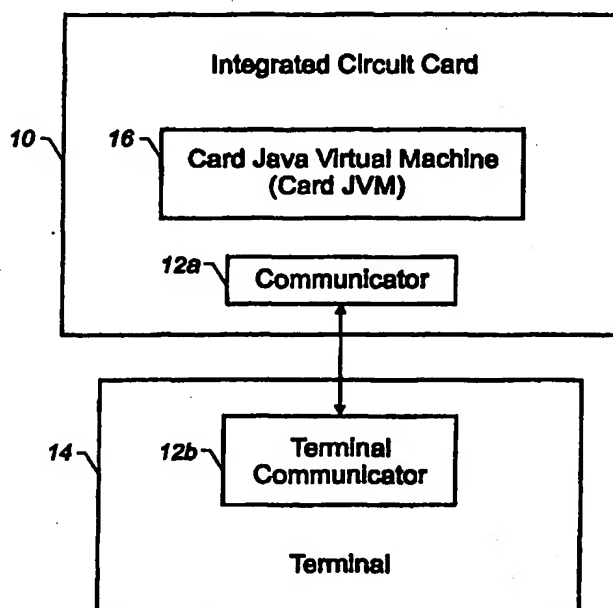 Integrated Circuit Card
10
16
Card Java Virtual Machine
(Card JVM)
12a
Communicator
14
12b
Terminal
Communicator
Terminal